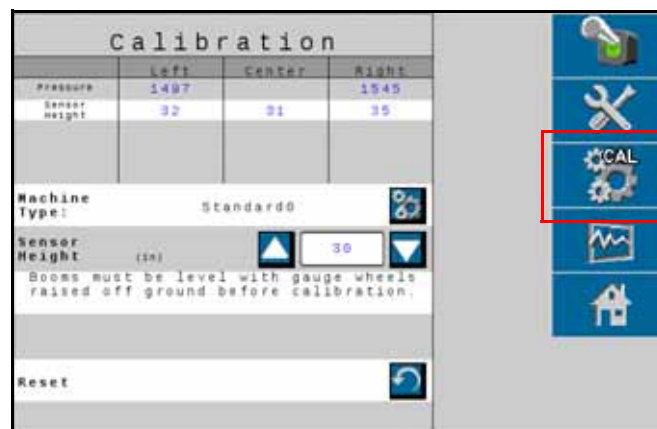 Calibration
Left Center Right
Pressure 1497 1545
Sensor Height 32 31 35
Machine Type: Standard0
Sensor Height (in) 30
Booms must be level with gauge wheels
raised off ground before calibration.
Reset
CAL